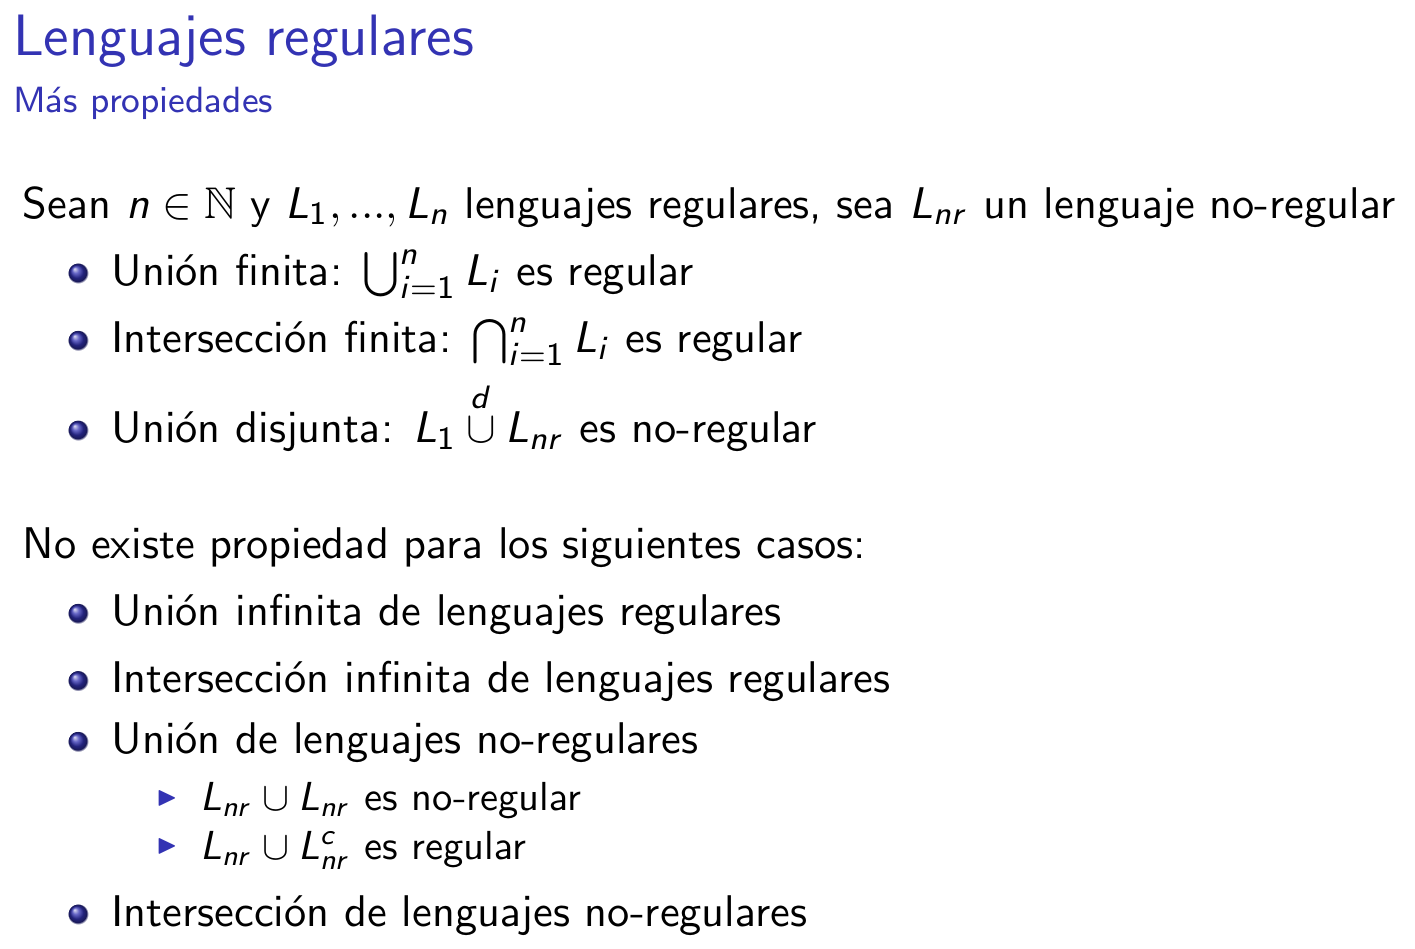 Lenguajes regulares
Más propiedades
Sean $n \in \mathbb{N}$ y $L_1, ..., L_n$ lenguajes regulares, sea $L_{nr}$ un lenguaje no-regular
Unión finita: $\bigcup_{i=1}^{n} L_i$ es regular
Intersección finita: $\bigcap_{i=1}^{n} L_i$ es regular
Unión disjunta: $L_1 \overset{d}{\cup} L_{nr}$ es no-regular
No existe propiedad para los siguientes casos:
Unión infinita de lenguajes regulares
Intersección infinita de lenguajes regulares
Unión de lenguajes no-regulares
$L_{nr} \cup L_{nr}$ es no-regular
$L_{nr} \cup L_{nr}^{c}$ es regular
Intersección de lenguajes no-regulares